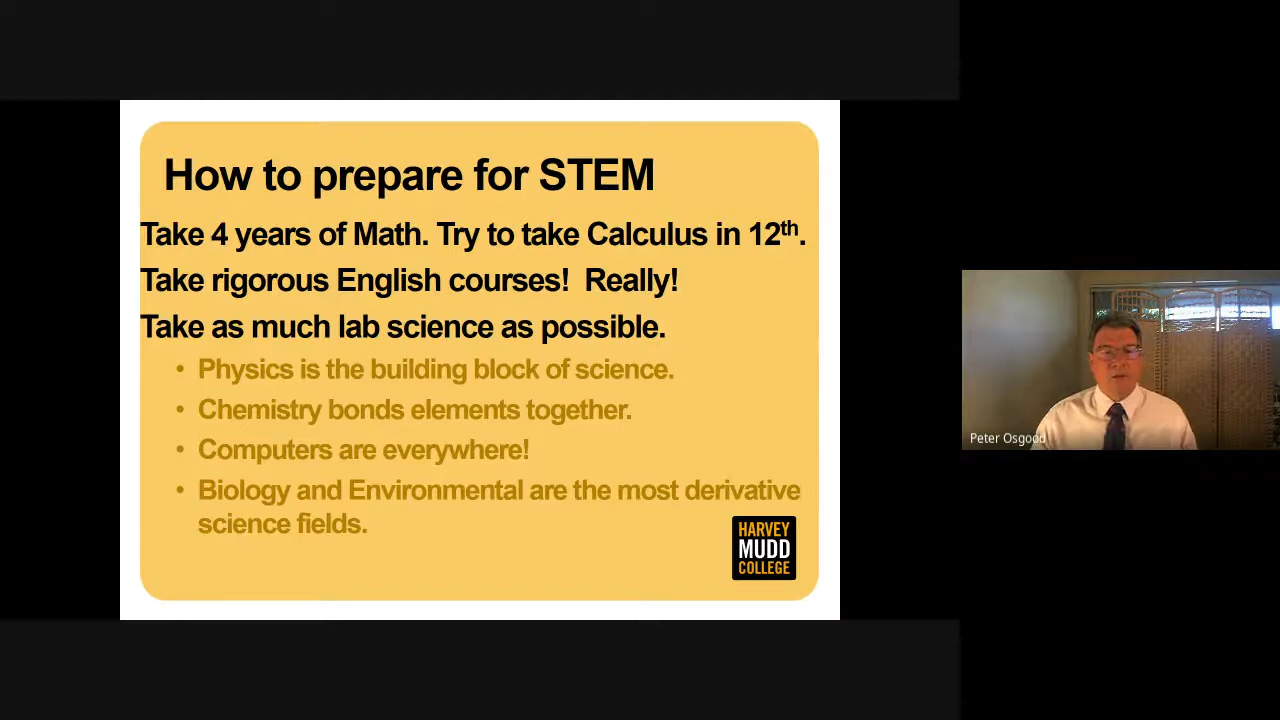 How to prepare for STEM
Take 4 years of Math. Try to take Calculus in 12th.
Take rigorous English courses!  Really!
Take as much lab science as possible.
• Physics is the building block of science.
• Chemistry bonds elements together.
• Computers are everywhere!
• Biology and Environmental are the most derivative
science fields.
HARVEY
MUDD
COLLEGE
Peter Osgood